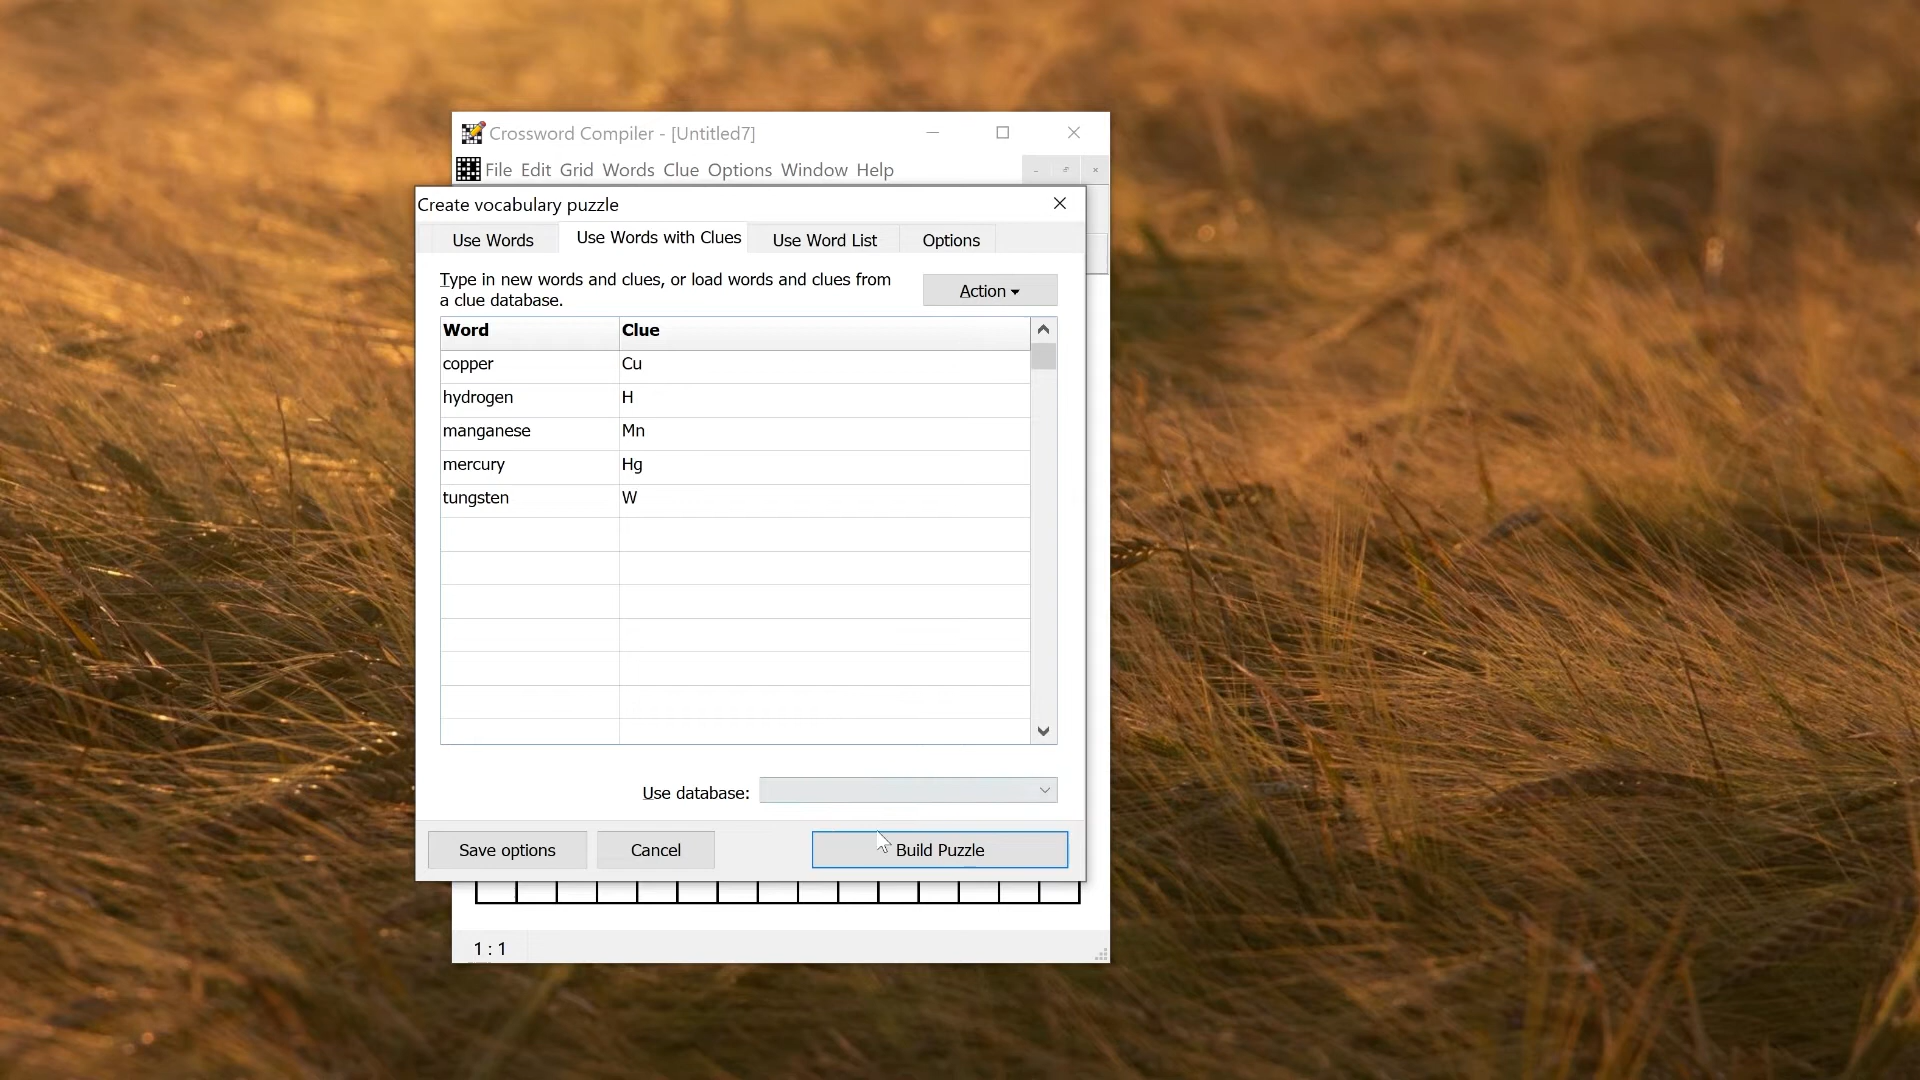 Crossword Compiler - [Untitled7]
File Edit Grid Words Clue Options Window Help
Create vocabulary puzzle
Use Words Use Words with Clues Use Word List Options
Type in new words and clues, or load words and clues from
a clue database.
Action
Word Clue
copper Cu
hydrogen H
manganese Mn
mercury Hg
tungsten W
Use database:
Save options Cancel Build Puzzle
1 : 1